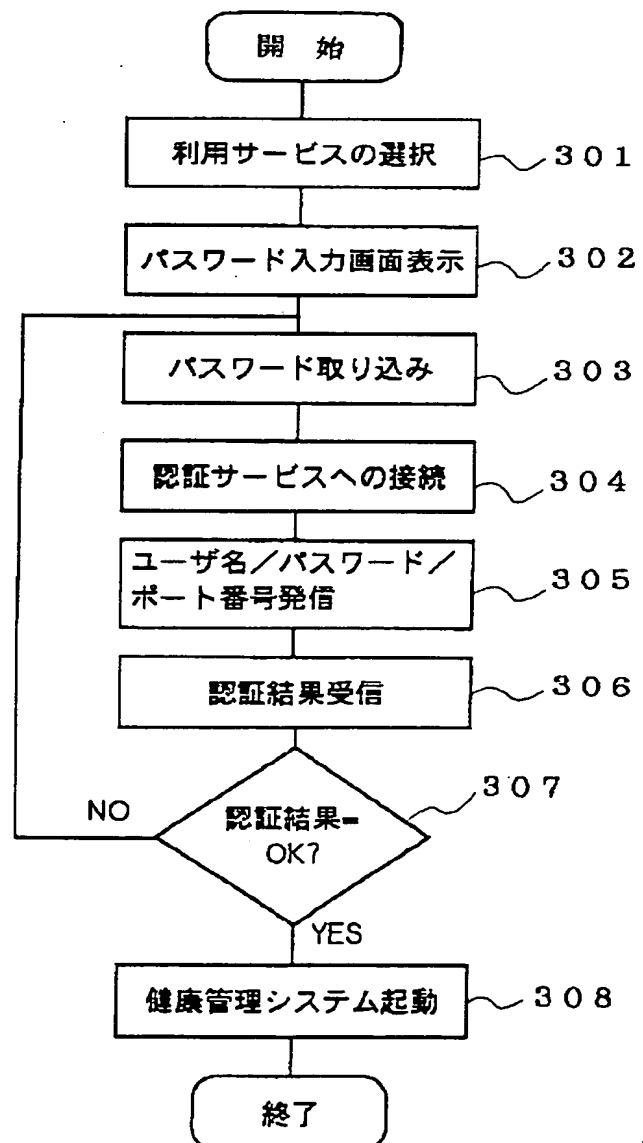 開 始
利用サービスの選択 301
パスワード入力画面表示 302
パスワード取り込み 303
認証サービスへの接続 304
ユーザ名／パスワード／
ポート番号発信 305
認証結果受信 306
307
NO
認証結果=
OK?
YES
健康管理システム起動 308
終了